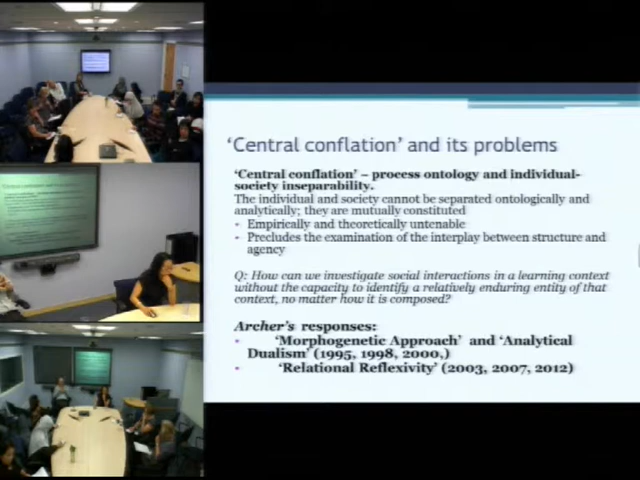 ‘Central conflation’ and its problems
‘Central conflation’ – process ontology and individual-
society inseparability.
The individual and society cannot be separated ontologically and
analytically; they are mutually constituted
• Empirically and theoretically untenable
• Precludes the examination of the interplay between structure and
agency
Q: How can we investigate social interactions in a learning context
without the capacity to identify a relatively enduring entity of that
context, no matter how it is composed?
Archer's responses:
• ‘Morphogenetic Approach’ and ‘Analytical
Dualism’ (1995, 1998, 2000,)
• ‘Relational Reflexivity’ (2003, 2007, 2012)